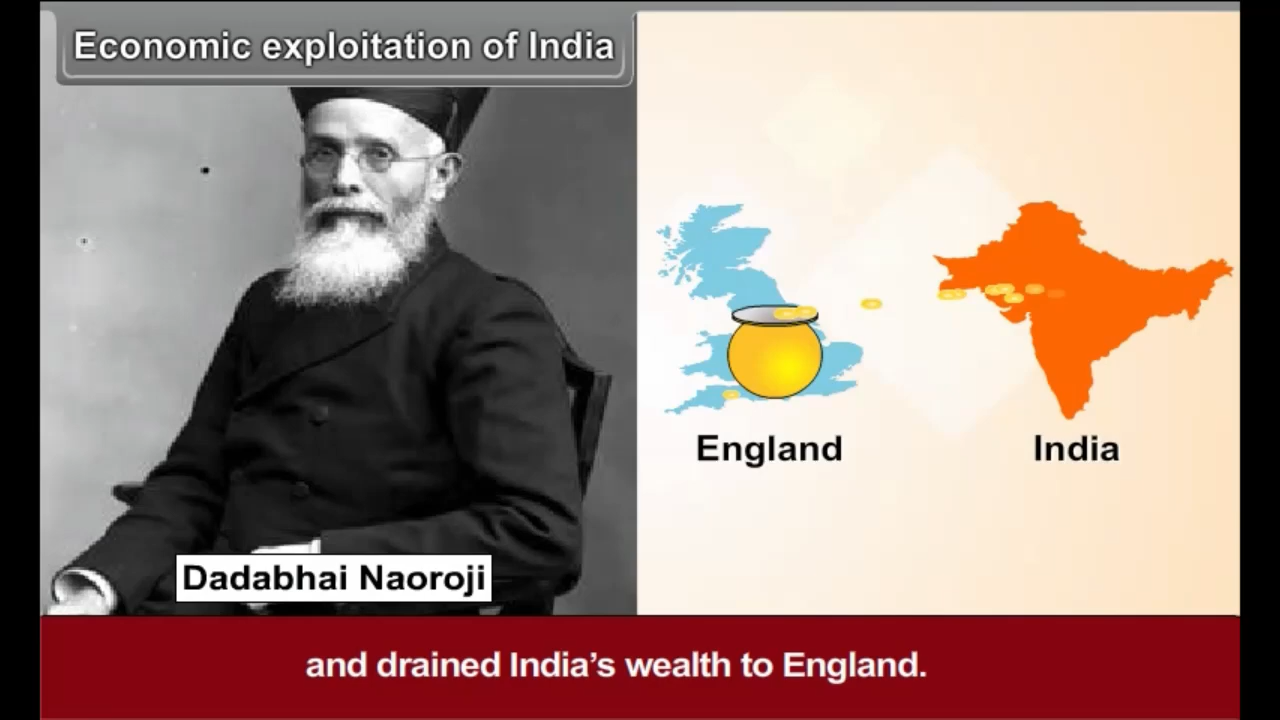 Economic exploitation of India
England
India
Dadabhai Naoroji
and drained India’s wealth to England.